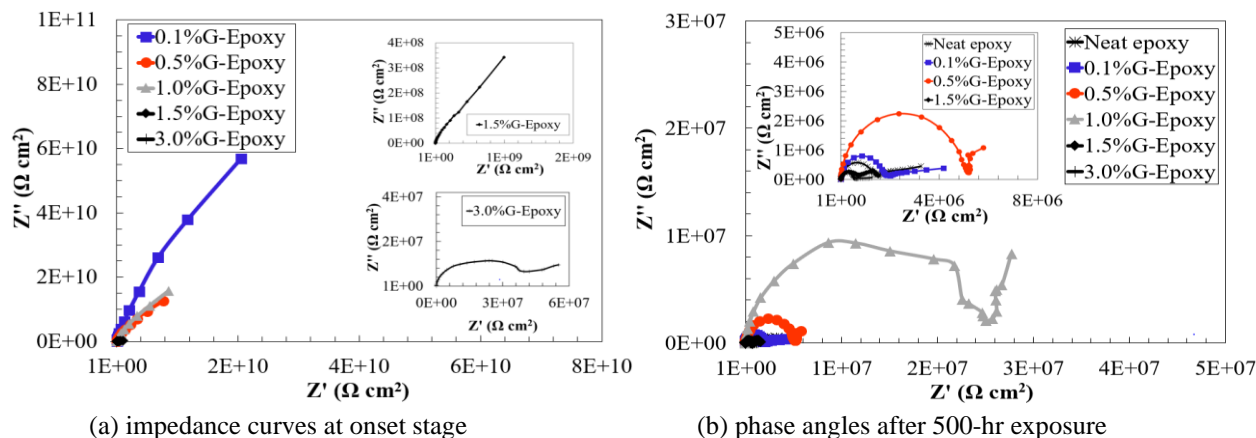 1E+11
8E+10
6E+10
4E+10
2E+10
1E+00
Z'' (Ω cm²)
1E+00 2E+10 4E+10 6E+10 8E+10
Z' (Ω cm²)
0.1%G-Epoxy
0.5%G-Epoxy
1.0%G-Epoxy
1.5%G-Epoxy
3.0%G-Epoxy
4E+08
3E+08
2E+08
1E+08
1E+00
Z'' (Ω cm²)
1.5%G-Epoxy
1E+00 1E+09 2E+09
Z' (Ω cm²)
4E+07
2E+07
1E+00
Z'' (Ω cm²)
3.0%G-Epoxy
0E+00 3E+07 6E+07
Z' (Ω cm²)
(a) impedance curves at onset stage
3E+07
2E+07
1E+07
0E+00
Z'' (Ω cm²)
1E+00 1E+07 2E+07 3E+07 4E+07 5E+07
Z' (Ω cm²)
6E+06
5E+06
4E+06
3E+06
2E+06
1E+06
0E+00
Z'' (Ω cm²)
Neat epoxy
0.1%G-Epoxy
0.5%G-Epoxy
1.5%G-Epoxy
1E+00 2E+06 4E+06 6E+06 8E+06
Z' (Ω cm²)
Neat epoxy
0.1%G-Epoxy
0.5%G-Epoxy
1.0%G-Epoxy
1.5%G-Epoxy
3.0%G-Epoxy
(b) phase angles after 500-hr exposure